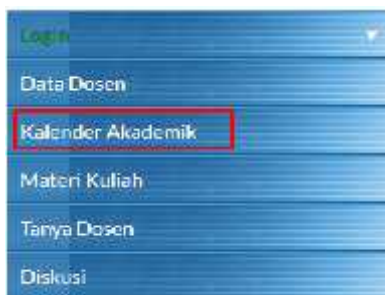 Login
Data Dosen
Kalender Akademik
Materi Kuliah
Tanya Dosen
Diskusi